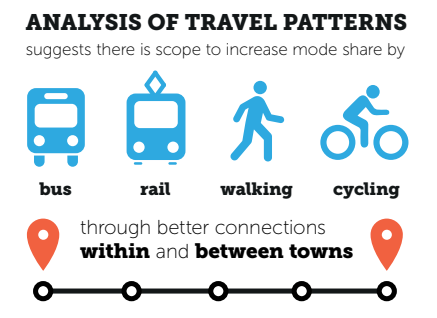 ANALYSIS OF TRAVEL PATTERNS
suggests there is scope to increase mode share by
bus rail walking cycling
through better connections
within and between towns